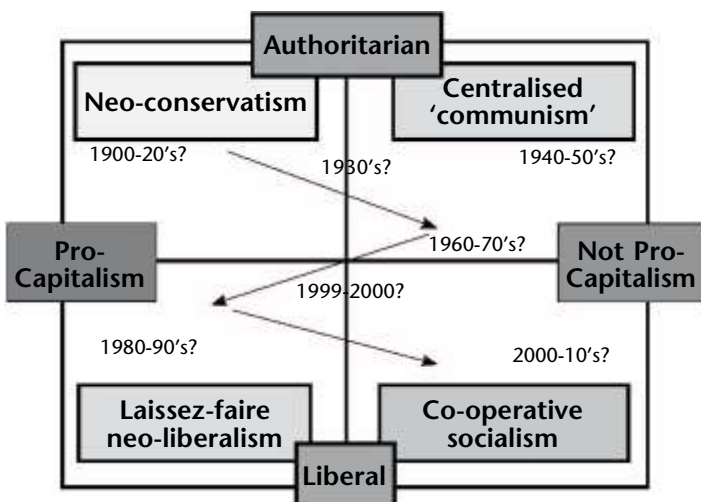 Authoritarian
Neo-conservatism
Centralised
‘communism’
1900-20's?
1930's?
1940-50's?
Pro-
Capitalism
1960-70's?
Not Pro-
Capitalism
1999-2000?
1980-90's?
2000-10's?
Laissez-faire
neo-liberalism
Co-operative
socialism
Liberal